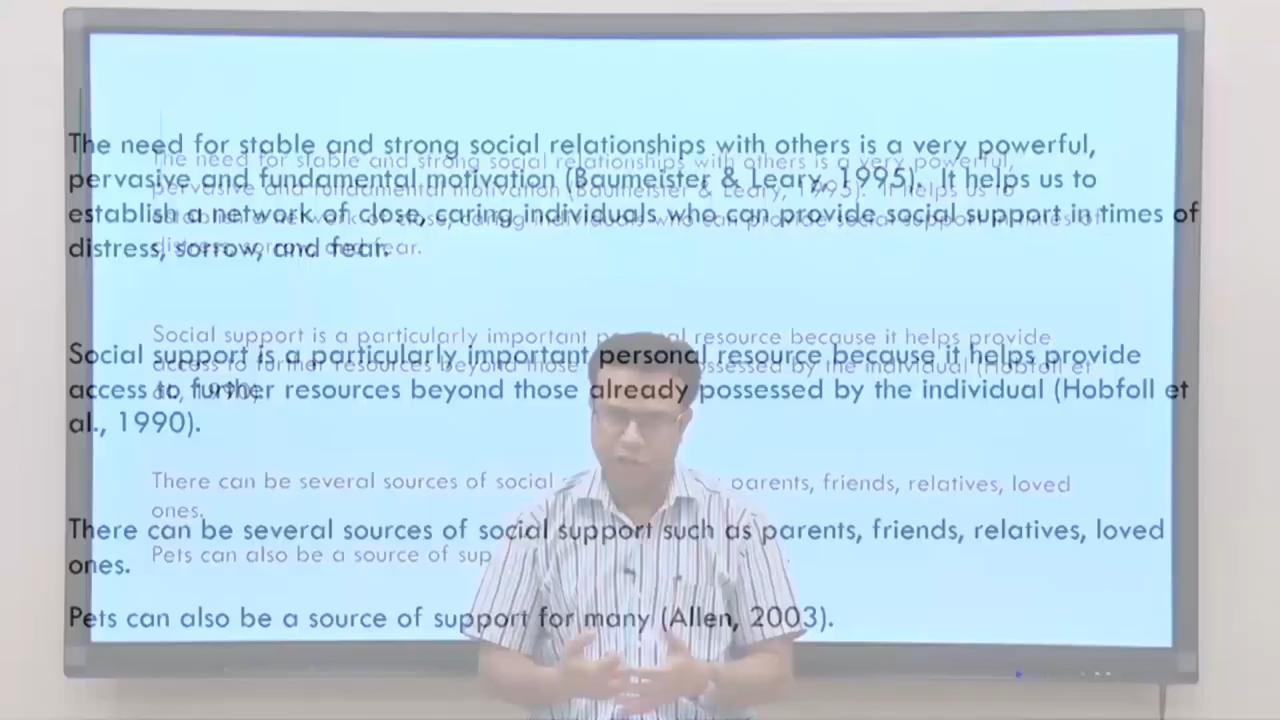 The need for stable and strong social relationships with others is a very powerful,
pervasive and fundamental motivation (Baumeister & Leary, 1995). It helps us to
establish a network of close, caring individuals who can provide social support in times of
distress, sorrow, and fear.
Social support is a particularly important personal resource because it helps provide
access to further resources beyond those already possessed by the individual (Hobfoll et
al., 1990).
There can be several sources of social support such as parents, friends, relatives, loved
ones.
Pets can also be a source of support for many (Allen, 2003).